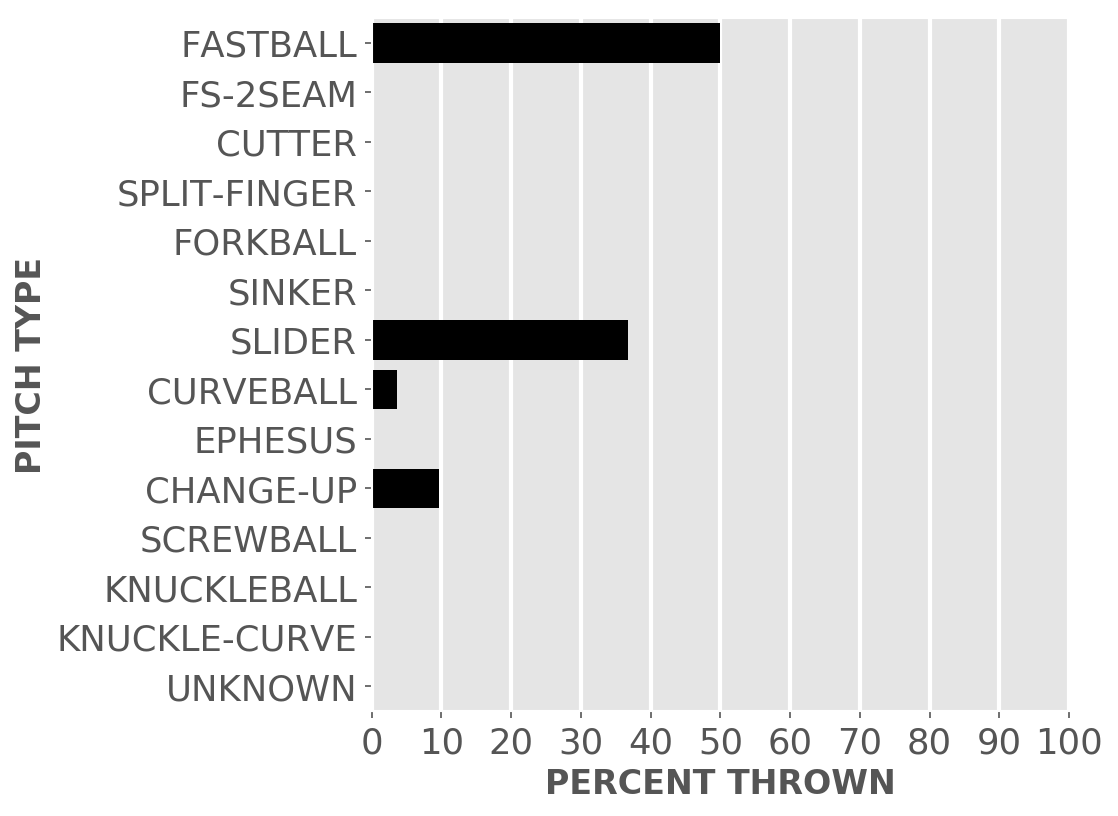 FASTBALL
FS-2SEAM
CUTTER
SPLIT-FINGER
FORKBALL
SINKER
SLIDER
CURVEBALL
EPHESUS
CHANGE-UP
SCREWBALL
KNUCKLEBALL
KNUCKLE-CURVE
UNKNOWN
PITCH TYPE
0 10 20 30 40 50 60 70 80 90 100
PERCENT THROWN